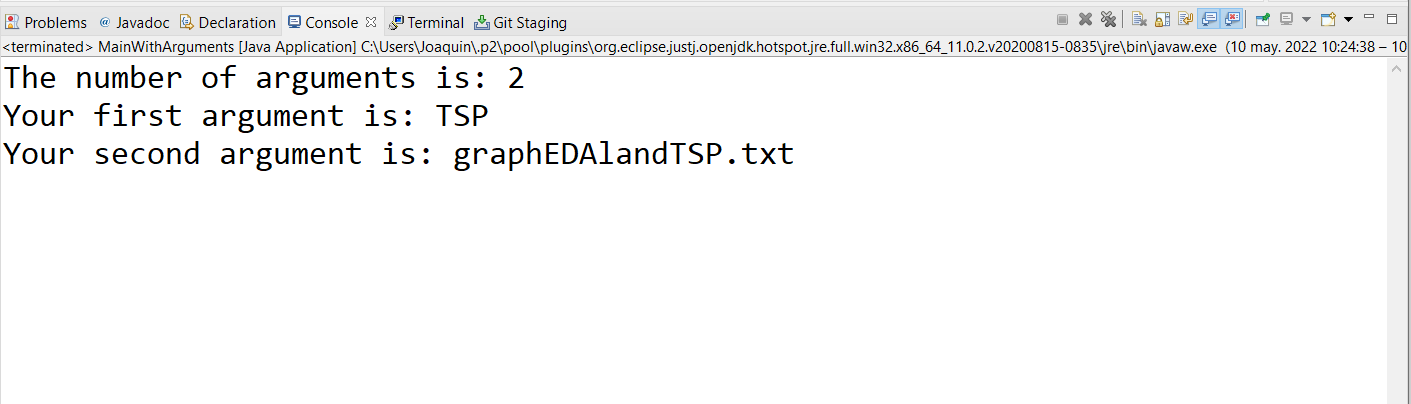 Problems @ Javadoc Declaration Console Terminal Git Staging
<terminated> MainWithArguments [Java Application] C:\Users\Joaquin\.p2\pool\plugins\org.eclipse.justj.openjdk.hotspot.jre.full.win32.x86_64_11.0.2.v20200815-0835\jre\bin\javaw.exe (10 may. 2022 10:24:38 – 10
The number of arguments is: 2
Your first argument is: TSP
Your second argument is: graphEDAlandTSP.txt